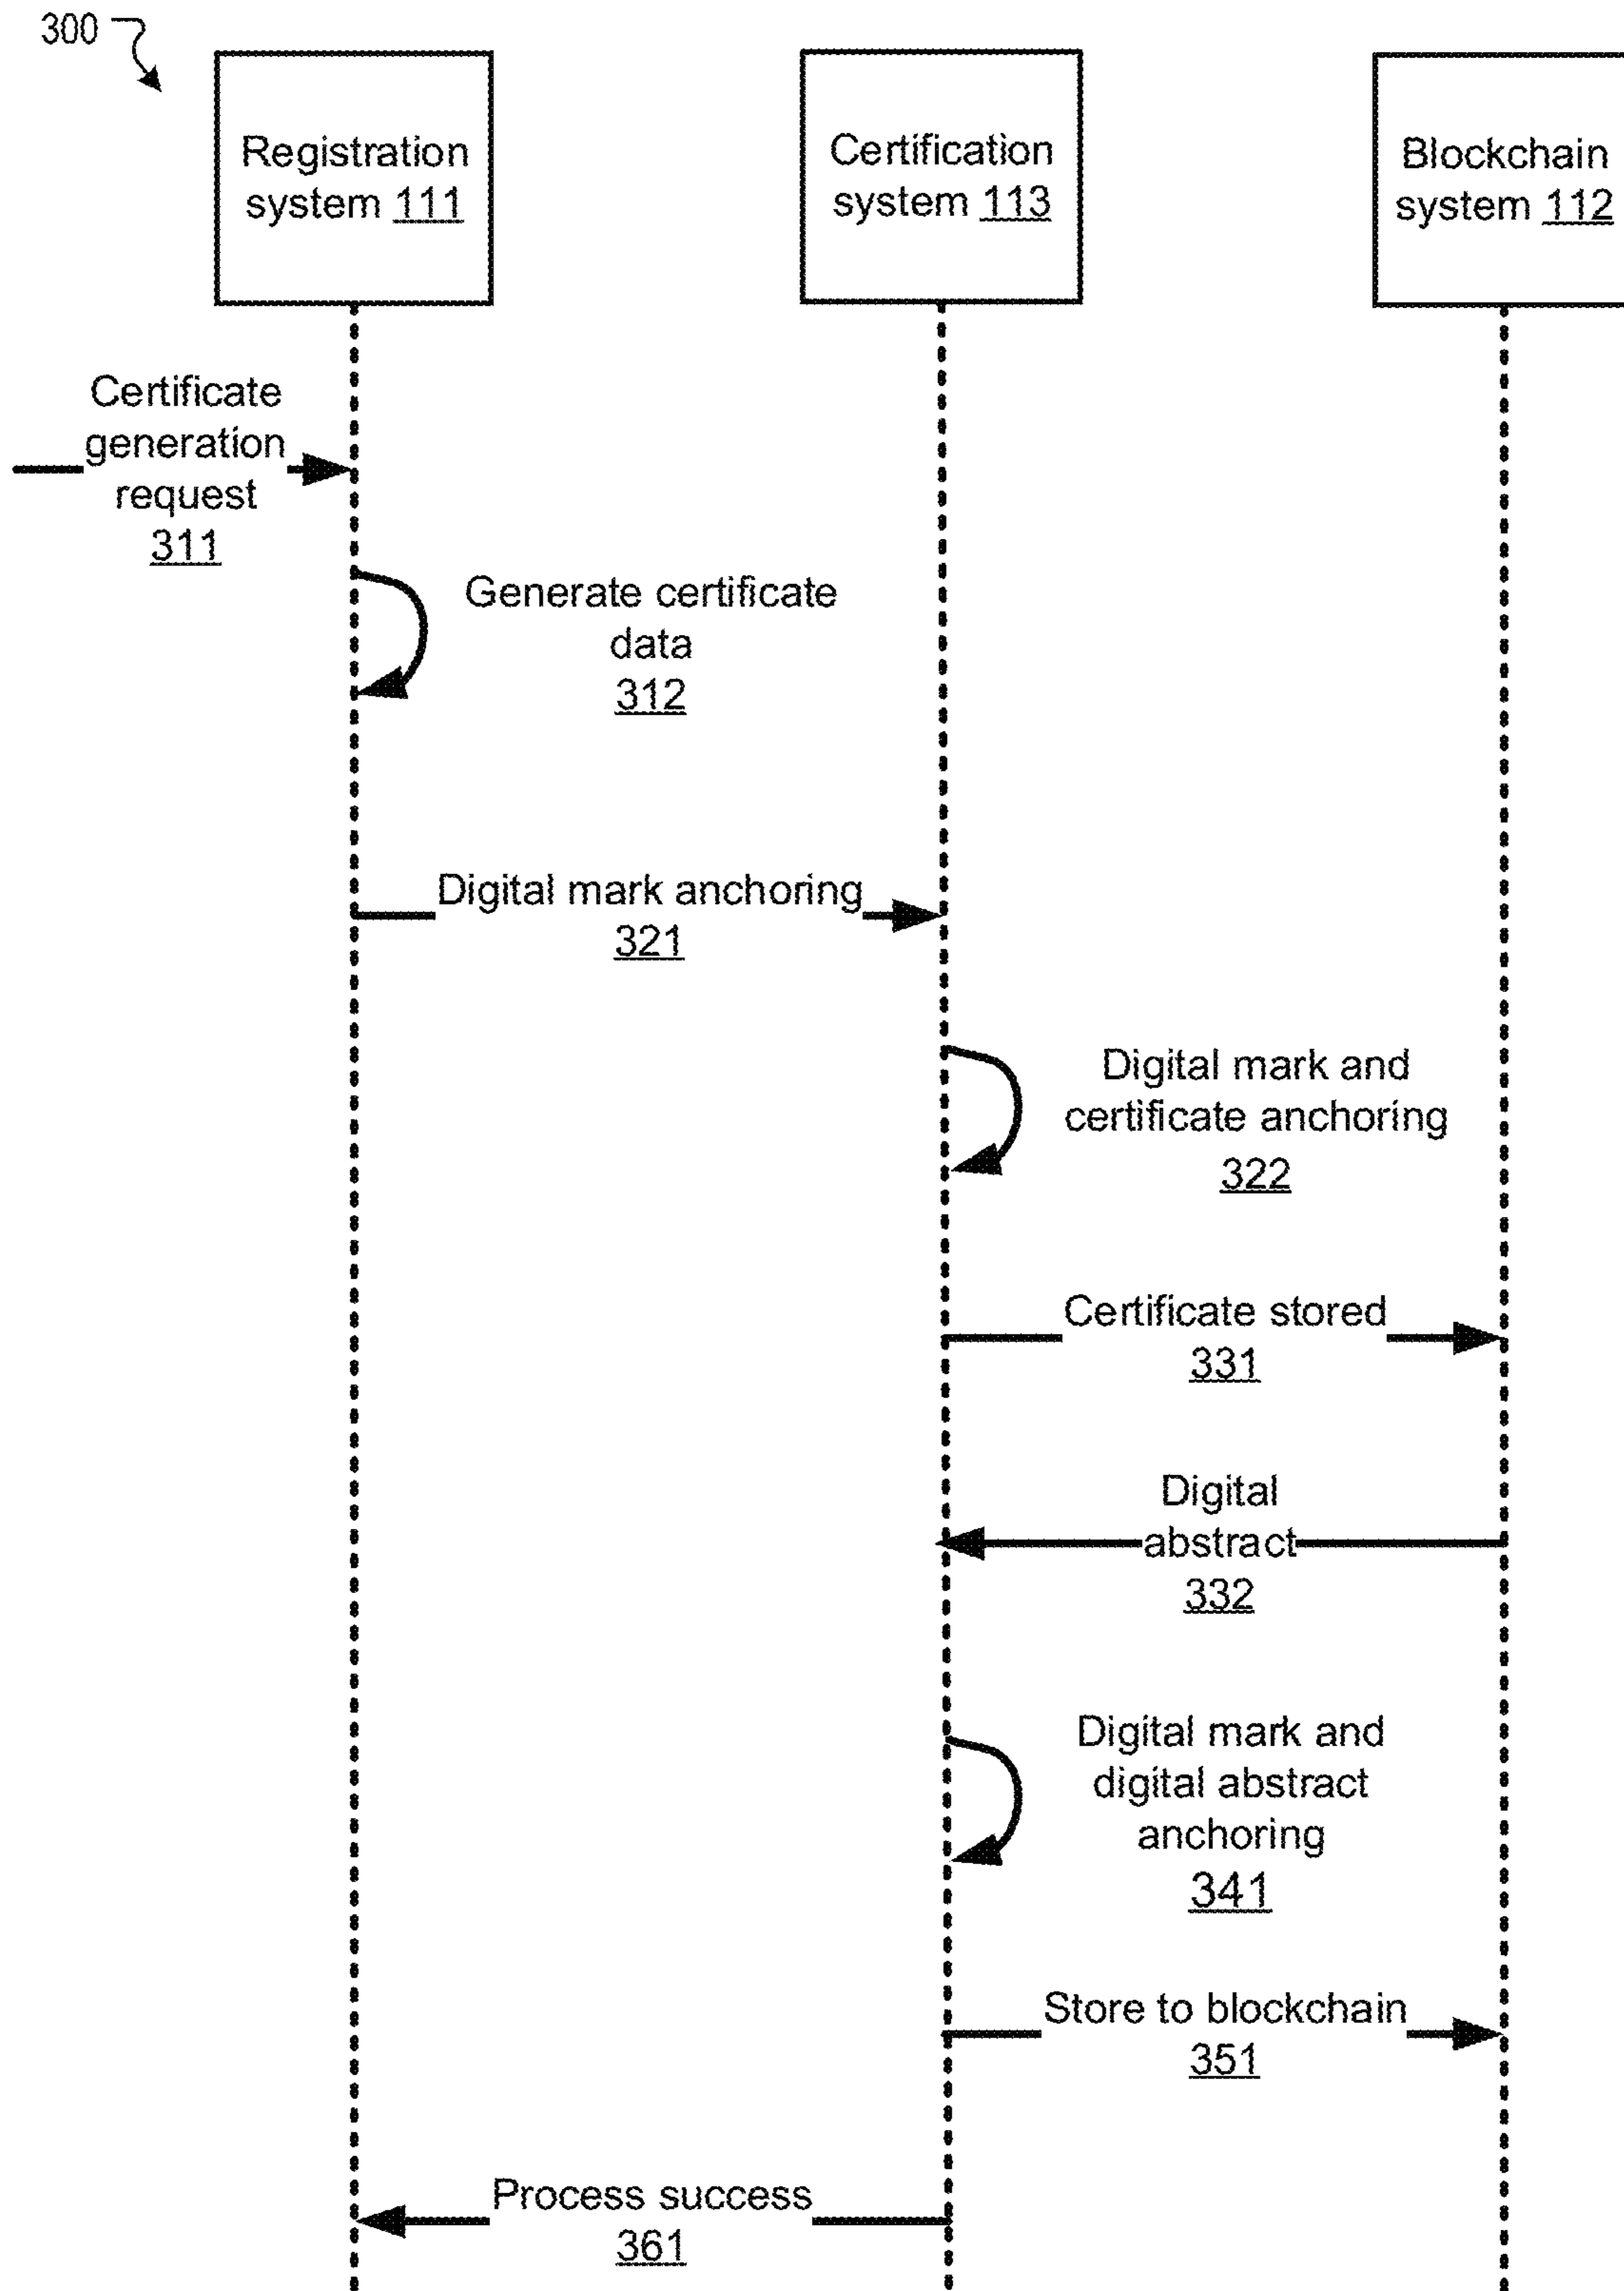 300
Registration
system 111
Certification
system 113
Blockchain
system 112
Certificate
generation
request
311
Generate certificate
data
312
Digital mark anchoring
321
Digital mark and
certificate anchoring
322
Certificate stored
331
Digital
abstract
332
Digital mark and
digital abstract
anchoring
341
Store to blockchain
351
Process success
361